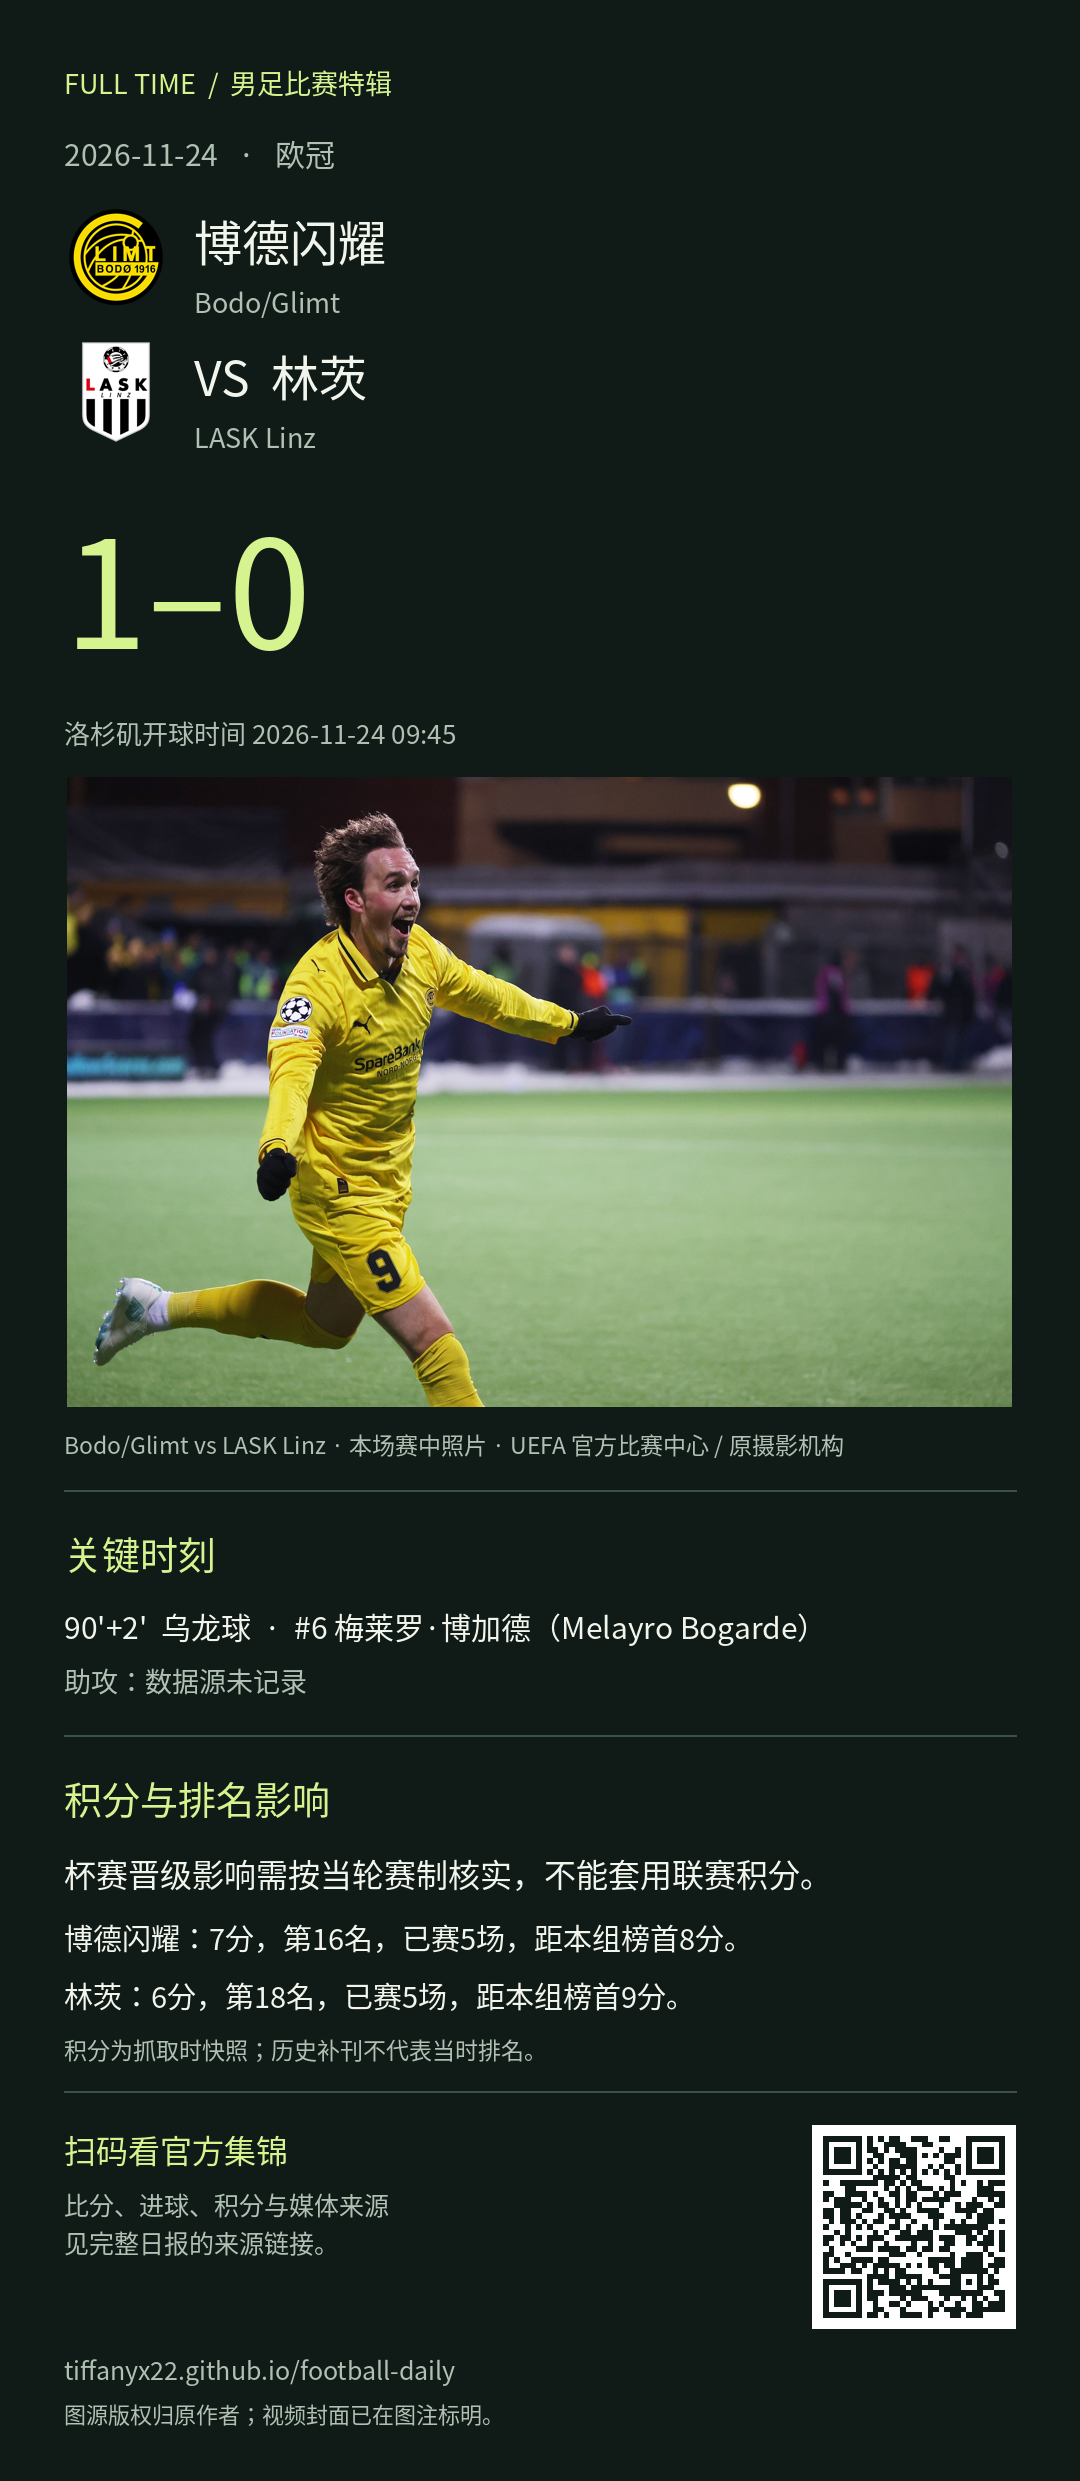 FULL TIME / 男足比赛特辑
2026-11-24 · 欧冠
LIMT
BODØ 1916
博德闪耀
Bodo/Glimt
LASK
LINZ
VS 林茨
LASK Linz
1–0
洛杉矶开球时间 2026-11-24 09:45
FOUNDATION
SpareBank
NORD-NORGE
9
Bodo/Glimt vs LASK Linz · 本场赛中照片 · UEFA 官方比赛中心 / 原摄影机构
关键时刻
90'+2' 乌龙球 · #6 梅莱罗·博加德（Melayro Bogarde）
助攻：数据源未记录
积分与排名影响
杯赛晋级影响需按当轮赛制核实，不能套用联赛积分。
博德闪耀：7分，第16名，已赛5场，距本组榜首8分。
林茨：6分，第18名，已赛5场，距本组榜首9分。
积分为抓取时快照；历史补刊不代表当时排名。
扫码看官方集锦
比分、进球、积分与媒体来源
见完整日报的来源链接。
tiffanyx22.github.io/football-daily
图源版权归原作者；视频封面已在图注标明。